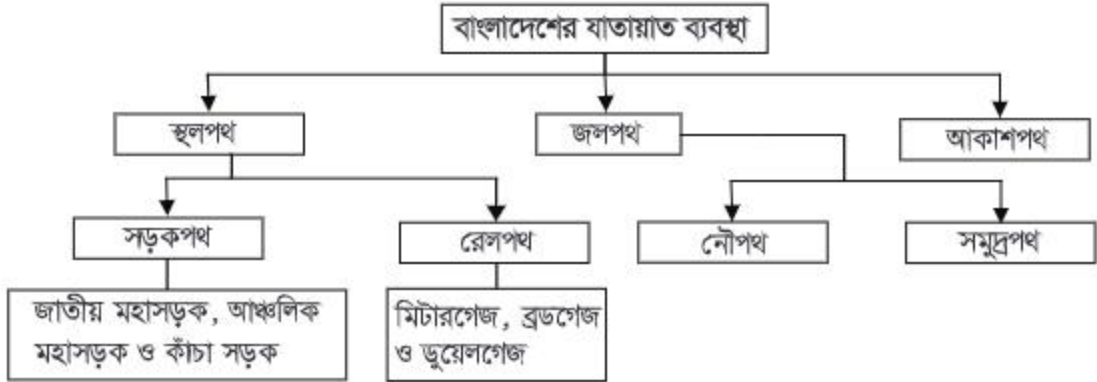 বাংলাদেশের যাতায়াত ব্যবস্থা
স্থলপথ
জলপথ
আকাশপথ
সড়কপথ
রেলপথ
নৌপথ
সমুদ্রপথ
জাতীয় মহাসড়ক, আঞ্চলিক
মহাসড়ক ও কাঁচা সড়ক
মিটারগেজ, ব্রডগেজ
ও ডুয়েলগেজ